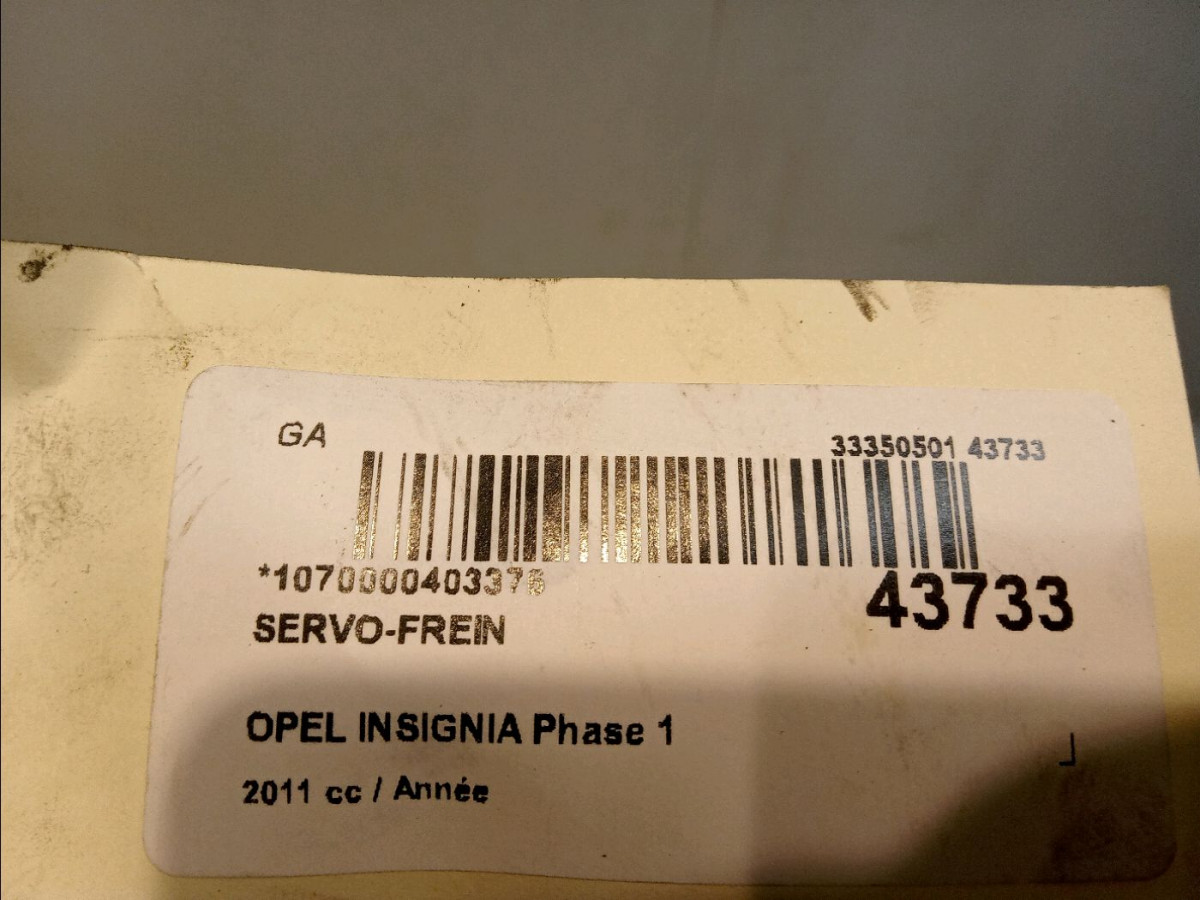 GA
33350501 43733
*1070000403376
43733
SERVO-FREIN
OPEL INSIGNIA Phase 1
2011 cc / Année